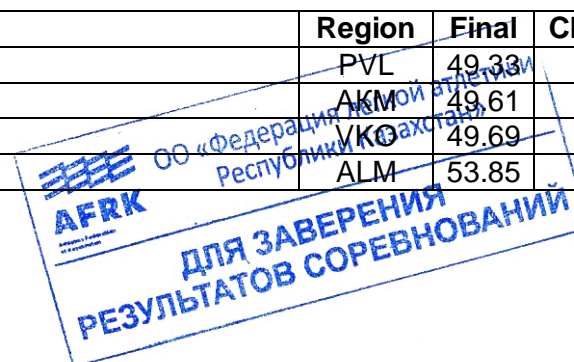 Region Final
PVL 49.33
AKM 49.61
VKO 49.69
ALM 53.85
ОО «Федерация легкой атлетики
Республики Казахстан»
AFRK
ДЛЯ ЗАВЕРЕНИЯ
РЕЗУЛЬТАТОВ СОРЕВНОВАНИЙ